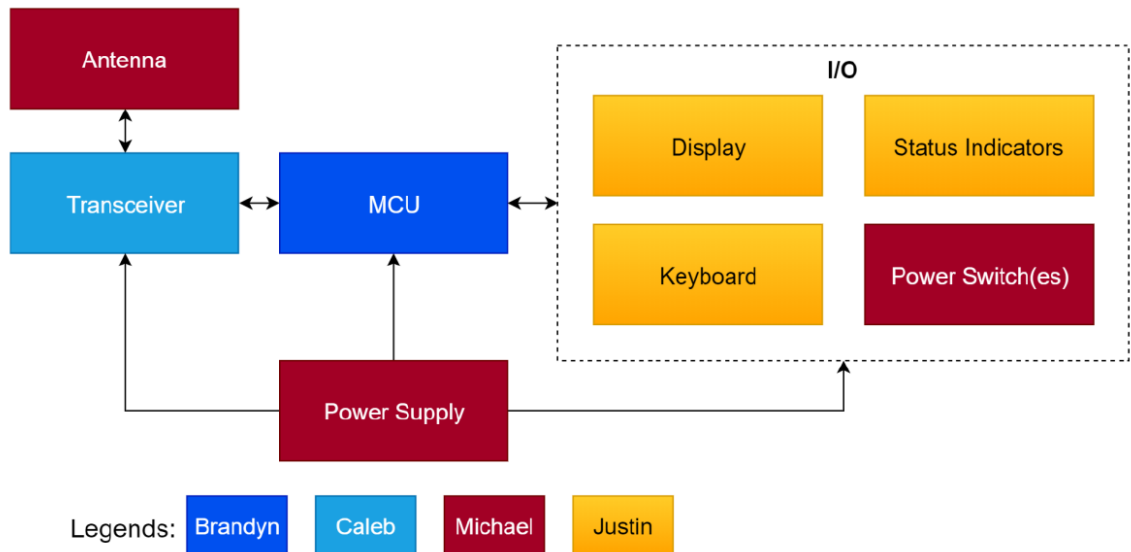 Antenna
I/O
Display
Status Indicators
Transceiver
MCU
Keyboard
Power Switch(es)
Power Supply
Legends:
Brandyn
Caleb
Michael
Justin